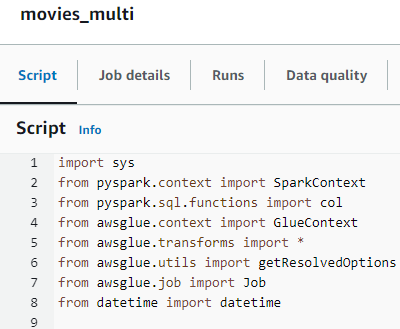 movies_multi
Script Job details Runs Data quality
Script Info
1 import sys
2 from pyspark.context import SparkContext
3 from pyspark.sql.functions import col
4 from awsglue.context import GlueContext
5 from awsglue.transforms import *
6 from awsglue.utils import getResolvedOptions
7 from awsglue.job import Job
8 from datetime import datetime
9